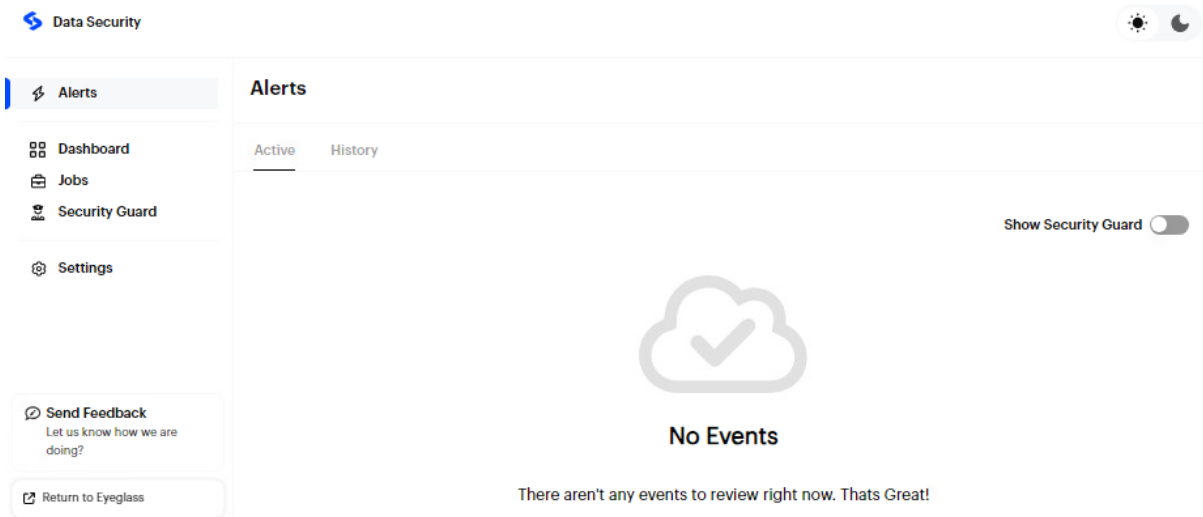 Data Security
Alerts
Dashboard
Jobs
Security Guard
Settings
Send Feedback
Let us know how we are
doing?
Return to Eyeglass
Alerts
Active History
Show Security Guard
No Events
There aren't any events to review right now. Thats Great!